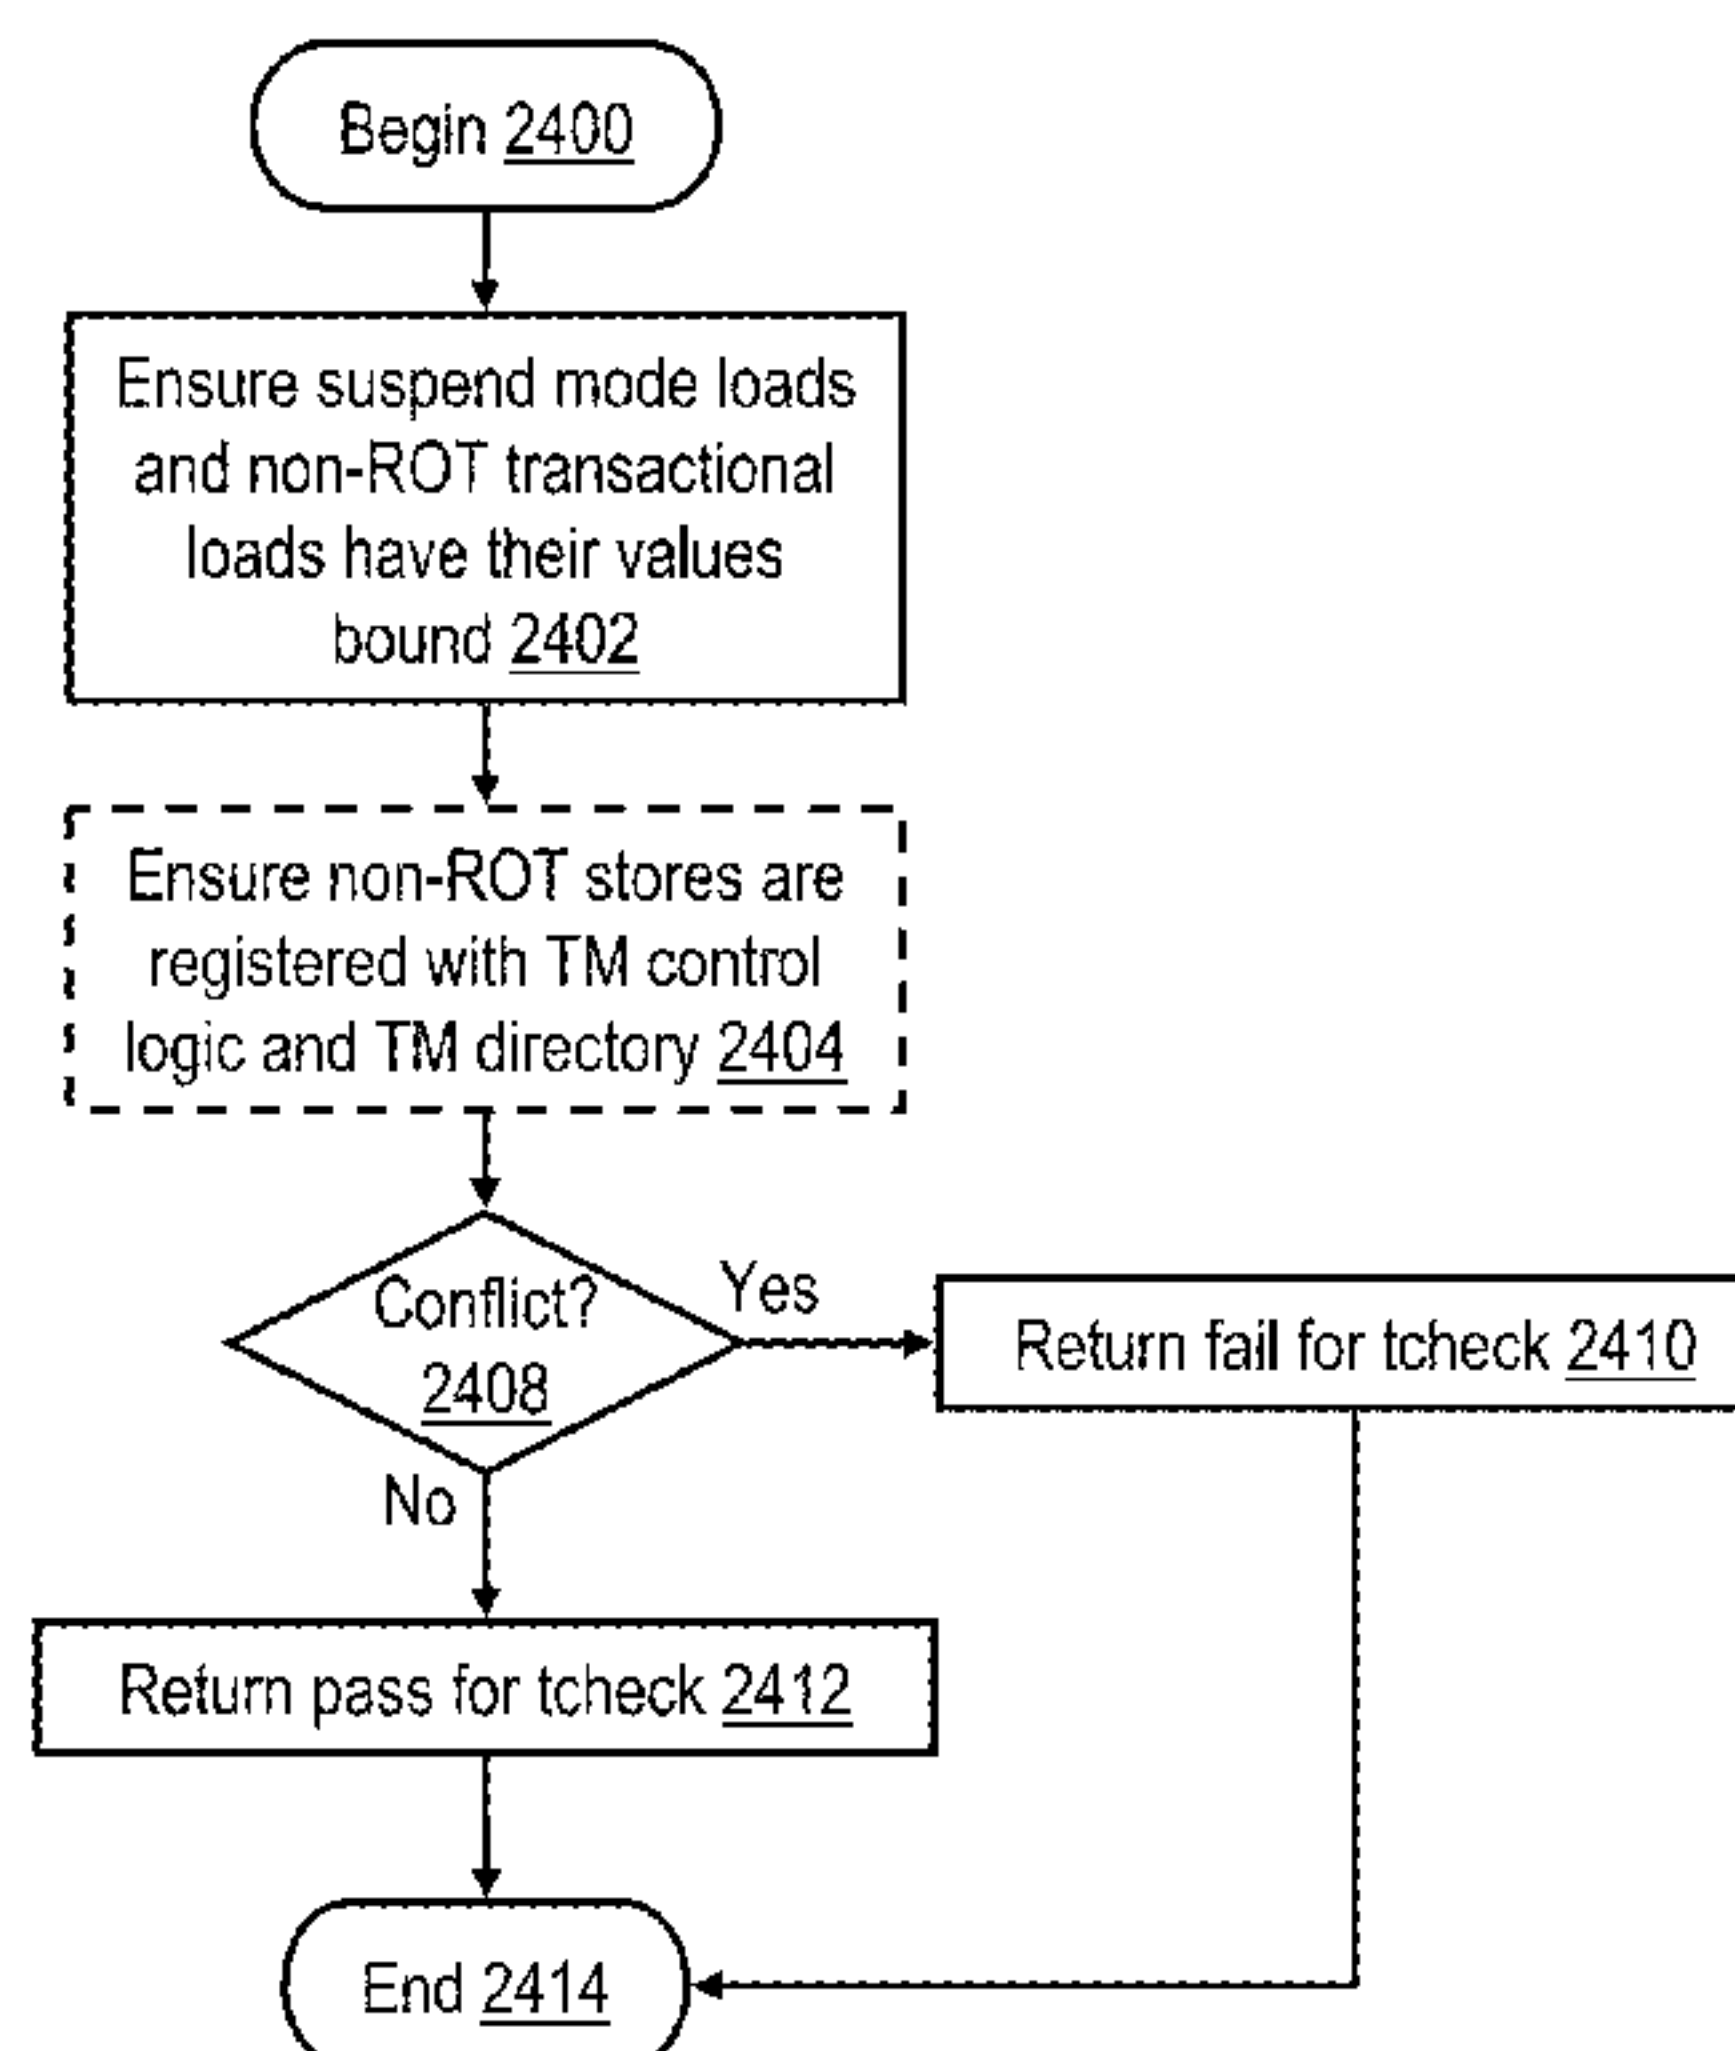 Begin 2400
Ensure suspend mode loads
and non-ROT transactional
loads have their values
bound 2402
Ensure non-ROT stores are
registered with TM control
logic and TM directory 2404
Conflict?
2408
Yes
Return fail for tcheck 2410
No
Return pass for tcheck 2412
End 2414